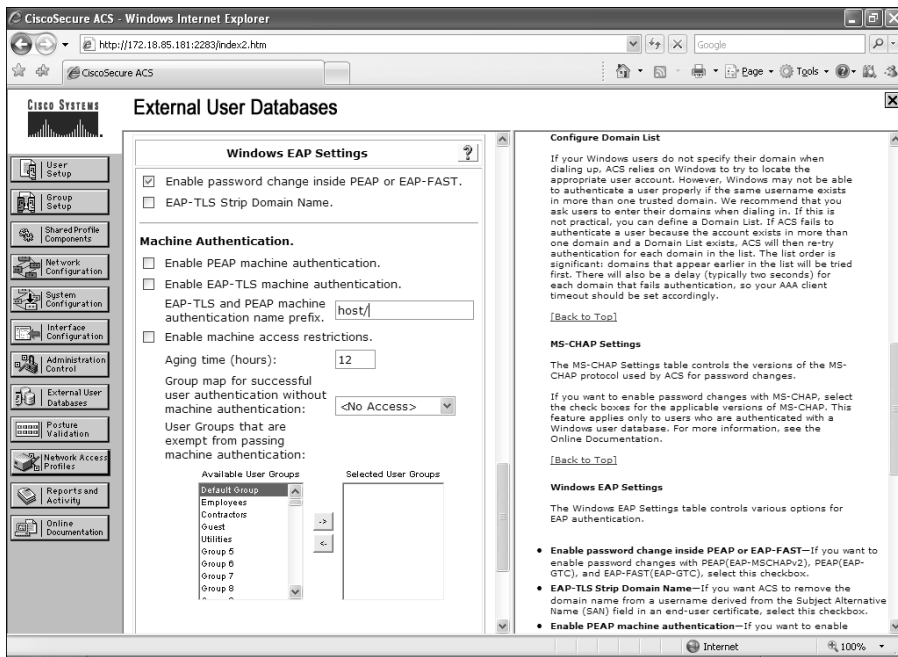 CiscoSecure ACS - Windows Internet Explorer
http://172.18.85.181:2283/index2.htm
Google
CiscoSecure ACS
Page
Tools
CISCO SYSTEMS
External User Databases
User
Setup
Group
Setup
Shared Profile
Components
Network
Configuration
System
Configuration
Interface
Configuration
Administration
Control
External User
Databases
Posture
Validation
Network Access
Profiles
Reports and
Activity
Online
Documentation
Windows EAP Settings
?
Enable password change inside PEAP or EAP-FAST.
EAP-TLS Strip Domain Name.
Machine Authentication.
Enable PEAP machine authentication.
Enable EAP-TLS machine authentication.
EAP-TLS and PEAP machine
authentication name prefix.
host/
Enable machine access restrictions.
Aging time (hours):
12
Group map for successful
user authentication without
machine authentication:
<No Access>
User Groups that are
exempt from passing
machine authentication:
Available User Groups
Selected User Groups
Default Group
Employees
Contractors
Guest
Utilities
Group 5
Group 6
Group 7
Group 8
->
<-
Configure Domain List
If your Windows users do not specify their domain when
dialing up, ACS relies on Windows to try to locate the
appropriate user account. However, Windows may not be able
to authenticate a user properly if the same username exists
in more than one trusted domain. We recommend that you
ask users to enter their domains when dialing in. If this is
not practical, you can define a Domain List. If ACS fails to
authenticate a user because the account exists in more than
one domain and a Domain List exists, ACS will then re-try
authentication for each domain in the list. The list order is
significant: domains that appear earlier in the list will be tried
first. There will also be a delay (typically two seconds) for
each domain that fails authentication, so your AAA client
timeout should be set accordingly.
[Back to Top]
MS-CHAP Settings
The MS-CHAP Settings table controls the versions of the MS-
CHAP protocol used by ACS for password changes.
If you want to enable password changes with MS-CHAP, select
the check boxes for the applicable versions of MS-CHAP. This
feature applies only to users who are authenticated with a
Windows user database. For more information, see the
Online Documentation.
[Back to Top]
Windows EAP Settings
The Windows EAP Settings table controls various options for
EAP authentication.
• Enable password change inside PEAP or EAP-FAST—If you want to
enable password changes with PEAP(EAP-MSCHAPv2), PEAP(EAP-
GTC), and EAP-FAST(EAP-GTC), select this checkbox.
• EAP-TLS Strip Domain Name—If you want ACS to remove the
domain name from a username derived from the Subject Alternative
Name (SAN) field in an end-user certificate, select this checkbox.
• Enable PEAP machine authentication—If you want to enable
Internet
100%